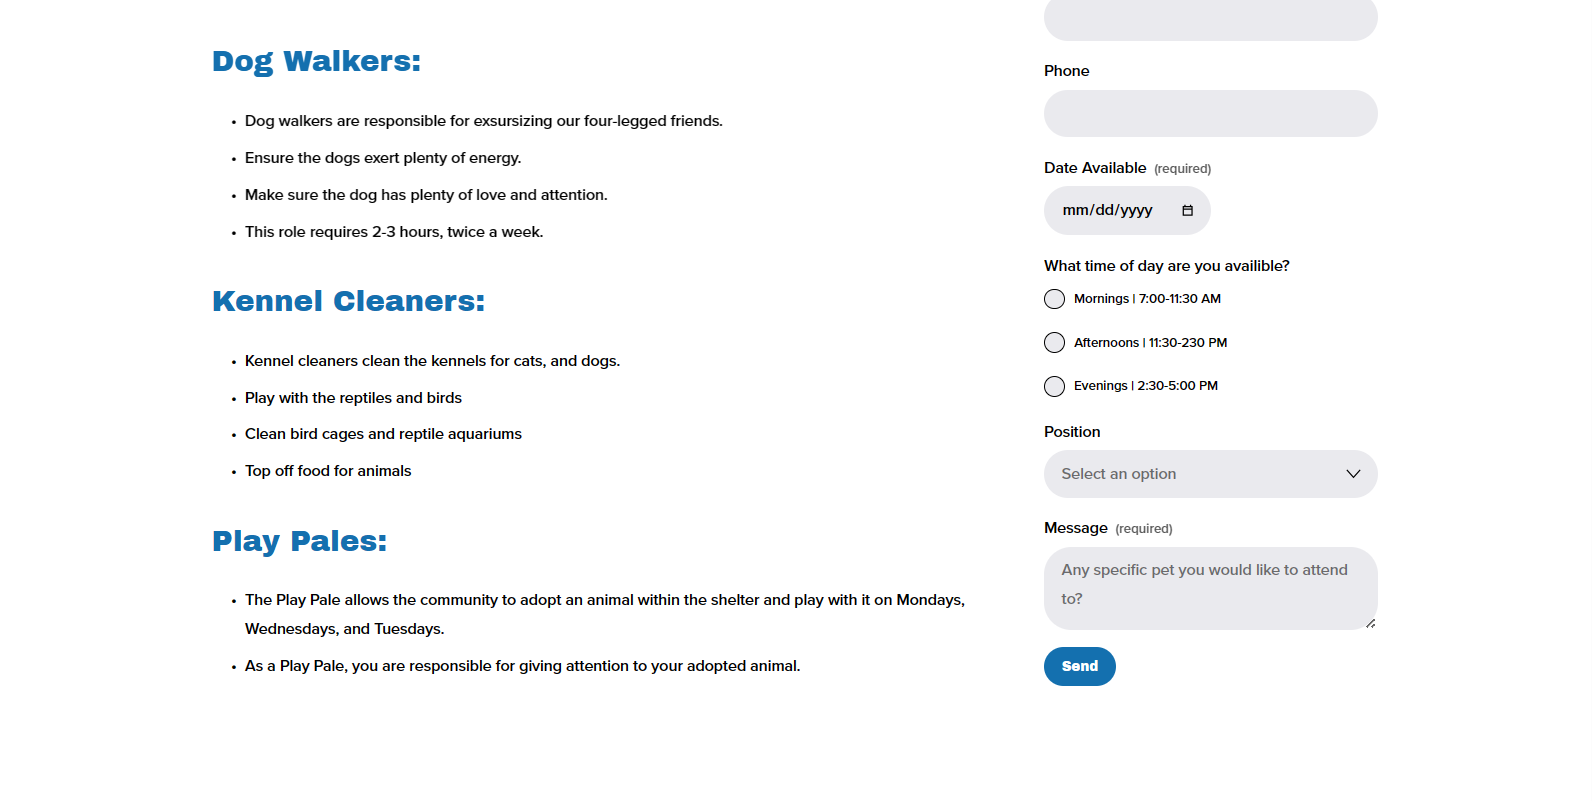 Dog Walkers:
• Dog walkers are responsible for exsursizing our four-legged friends.
• Ensure the dogs exert plenty of energy.
• Make sure the dog has plenty of love and attention.
• This role requires 2-3 hours, twice a week.
Kennel Cleaners:
• Kennel cleaners clean the kennels for cats, and dogs.
• Play with the reptiles and birds
• Clean bird cages and reptile aquariums
• Top off food for animals
Play Pales:
• The Play Pale allows the community to adopt an animal within the shelter and play with it on Mondays,
Wednesdays, and Tuesdays.
• As a Play Pale, you are responsible for giving attention to your adopted animal.
Phone
Date Available (required)
mm/dd/yyyy
What time of day are you availible?
Mornings | 7:00-11:30 AM
Afternoons | 11:30-230 PM
Evenings | 2:30-5:00 PM
Position
Select an option
Message (required)
Any specific pet you would like to attend
to?
Send